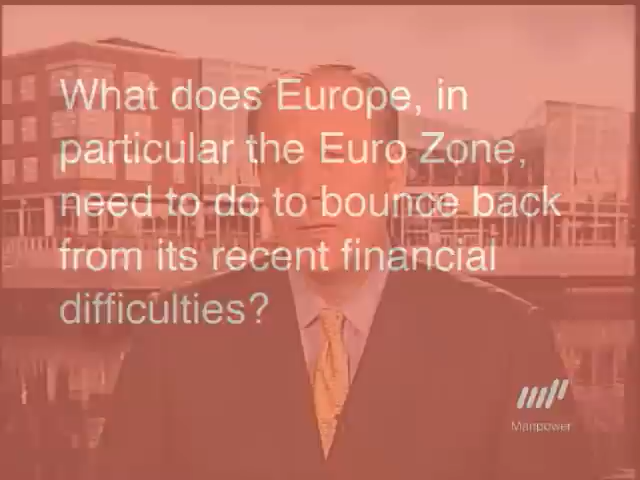 What does Europe, in
particular the Euro Zone,
need to do to bounce back
from its recent financial
difficulties?
Manpower